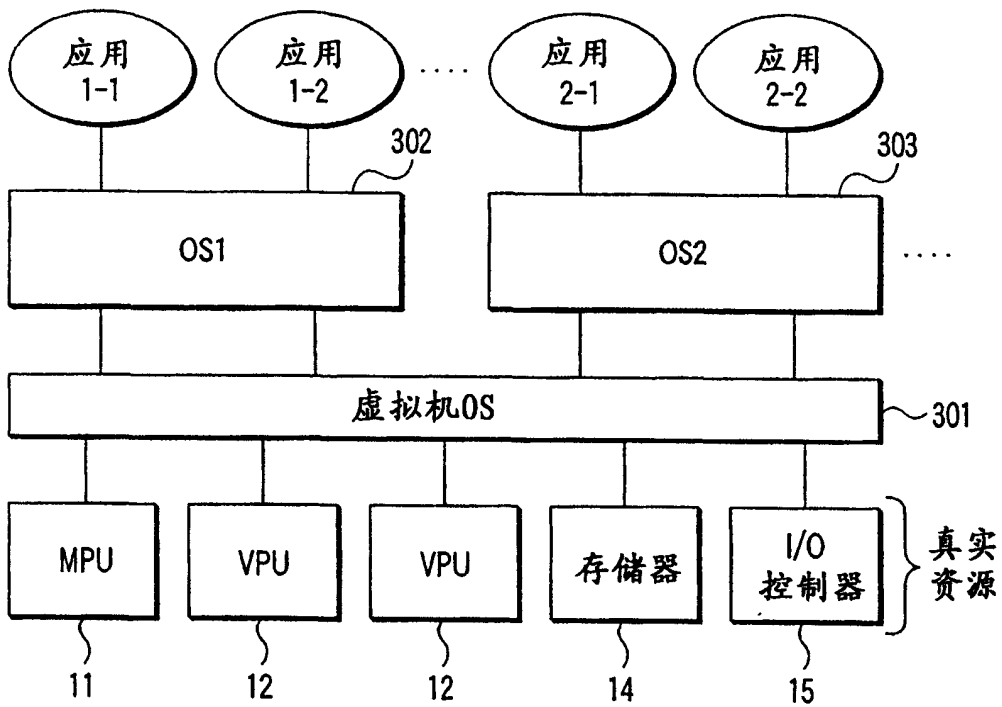 应用
1-1
应用
1-2
····
应用
2-1
应用
2-2
302
303
OS1
OS2
····
虚拟机OS
301
MPU
VPU
VPU
存储器
I/O
控制器
真实
资源
11
12
12
14
15